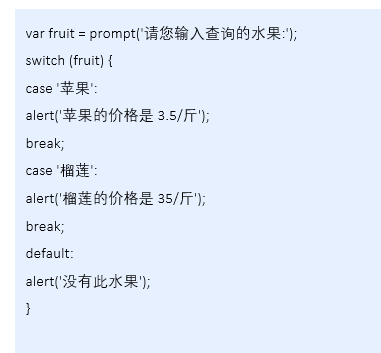 var fruit = prompt('请您输入查询的水果:');
switch (fruit) {
case '苹果':
alert('苹果的价格是 3.5/斤');
break;
case '榴莲':
alert('榴莲的价格是 35/斤');
break;
default:
alert('没有此水果');
}